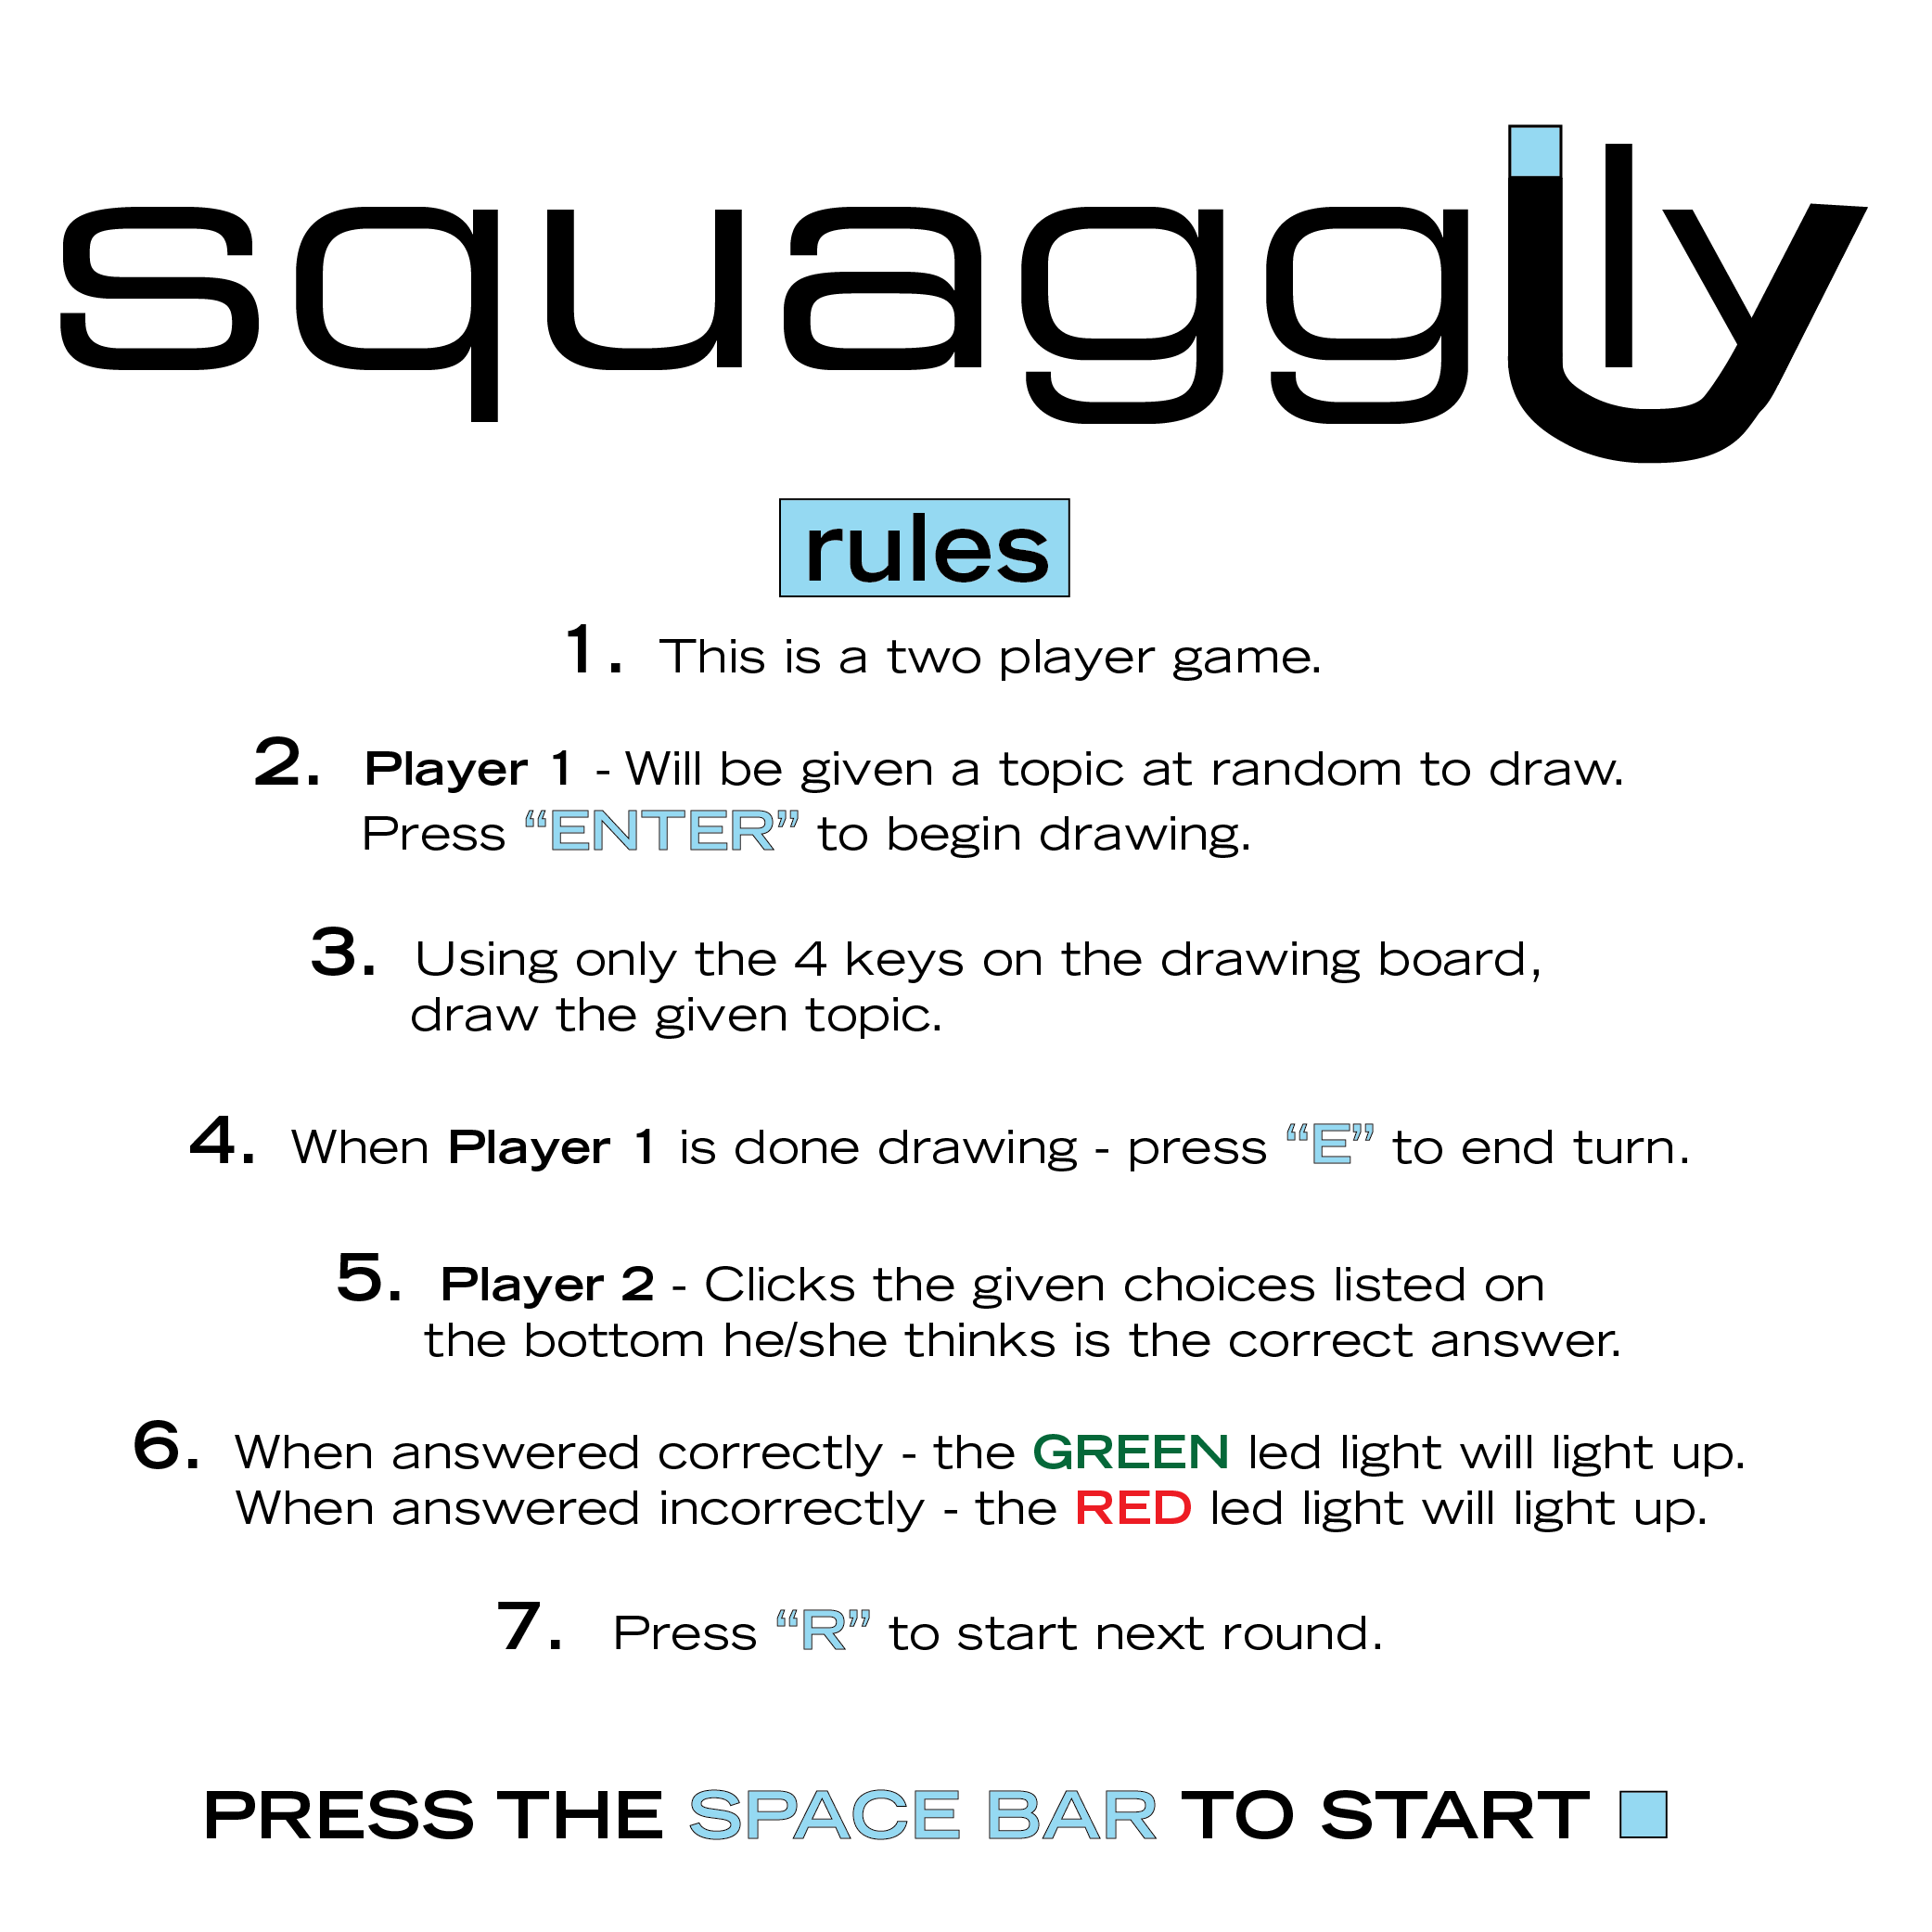 squaggily
rules
1. This is a two player game.
2. Player 1 - Will be given a topic at random to draw.
Press “ENTER” to begin drawing.
3. Using only the 4 keys on the drawing board,
draw the given topic.
4. When Player 1 is done drawing - press “E” to end turn.
5. Player 2 - Clicks the given choices listed on
the bottom he/she thinks is the correct answer.
6. When answered correctly - the GREEN led light will light up.
When answered incorrectly - the RED led light will light up.
7. Press “R” to start next round.
PRESS THE SPACE BAR TO START